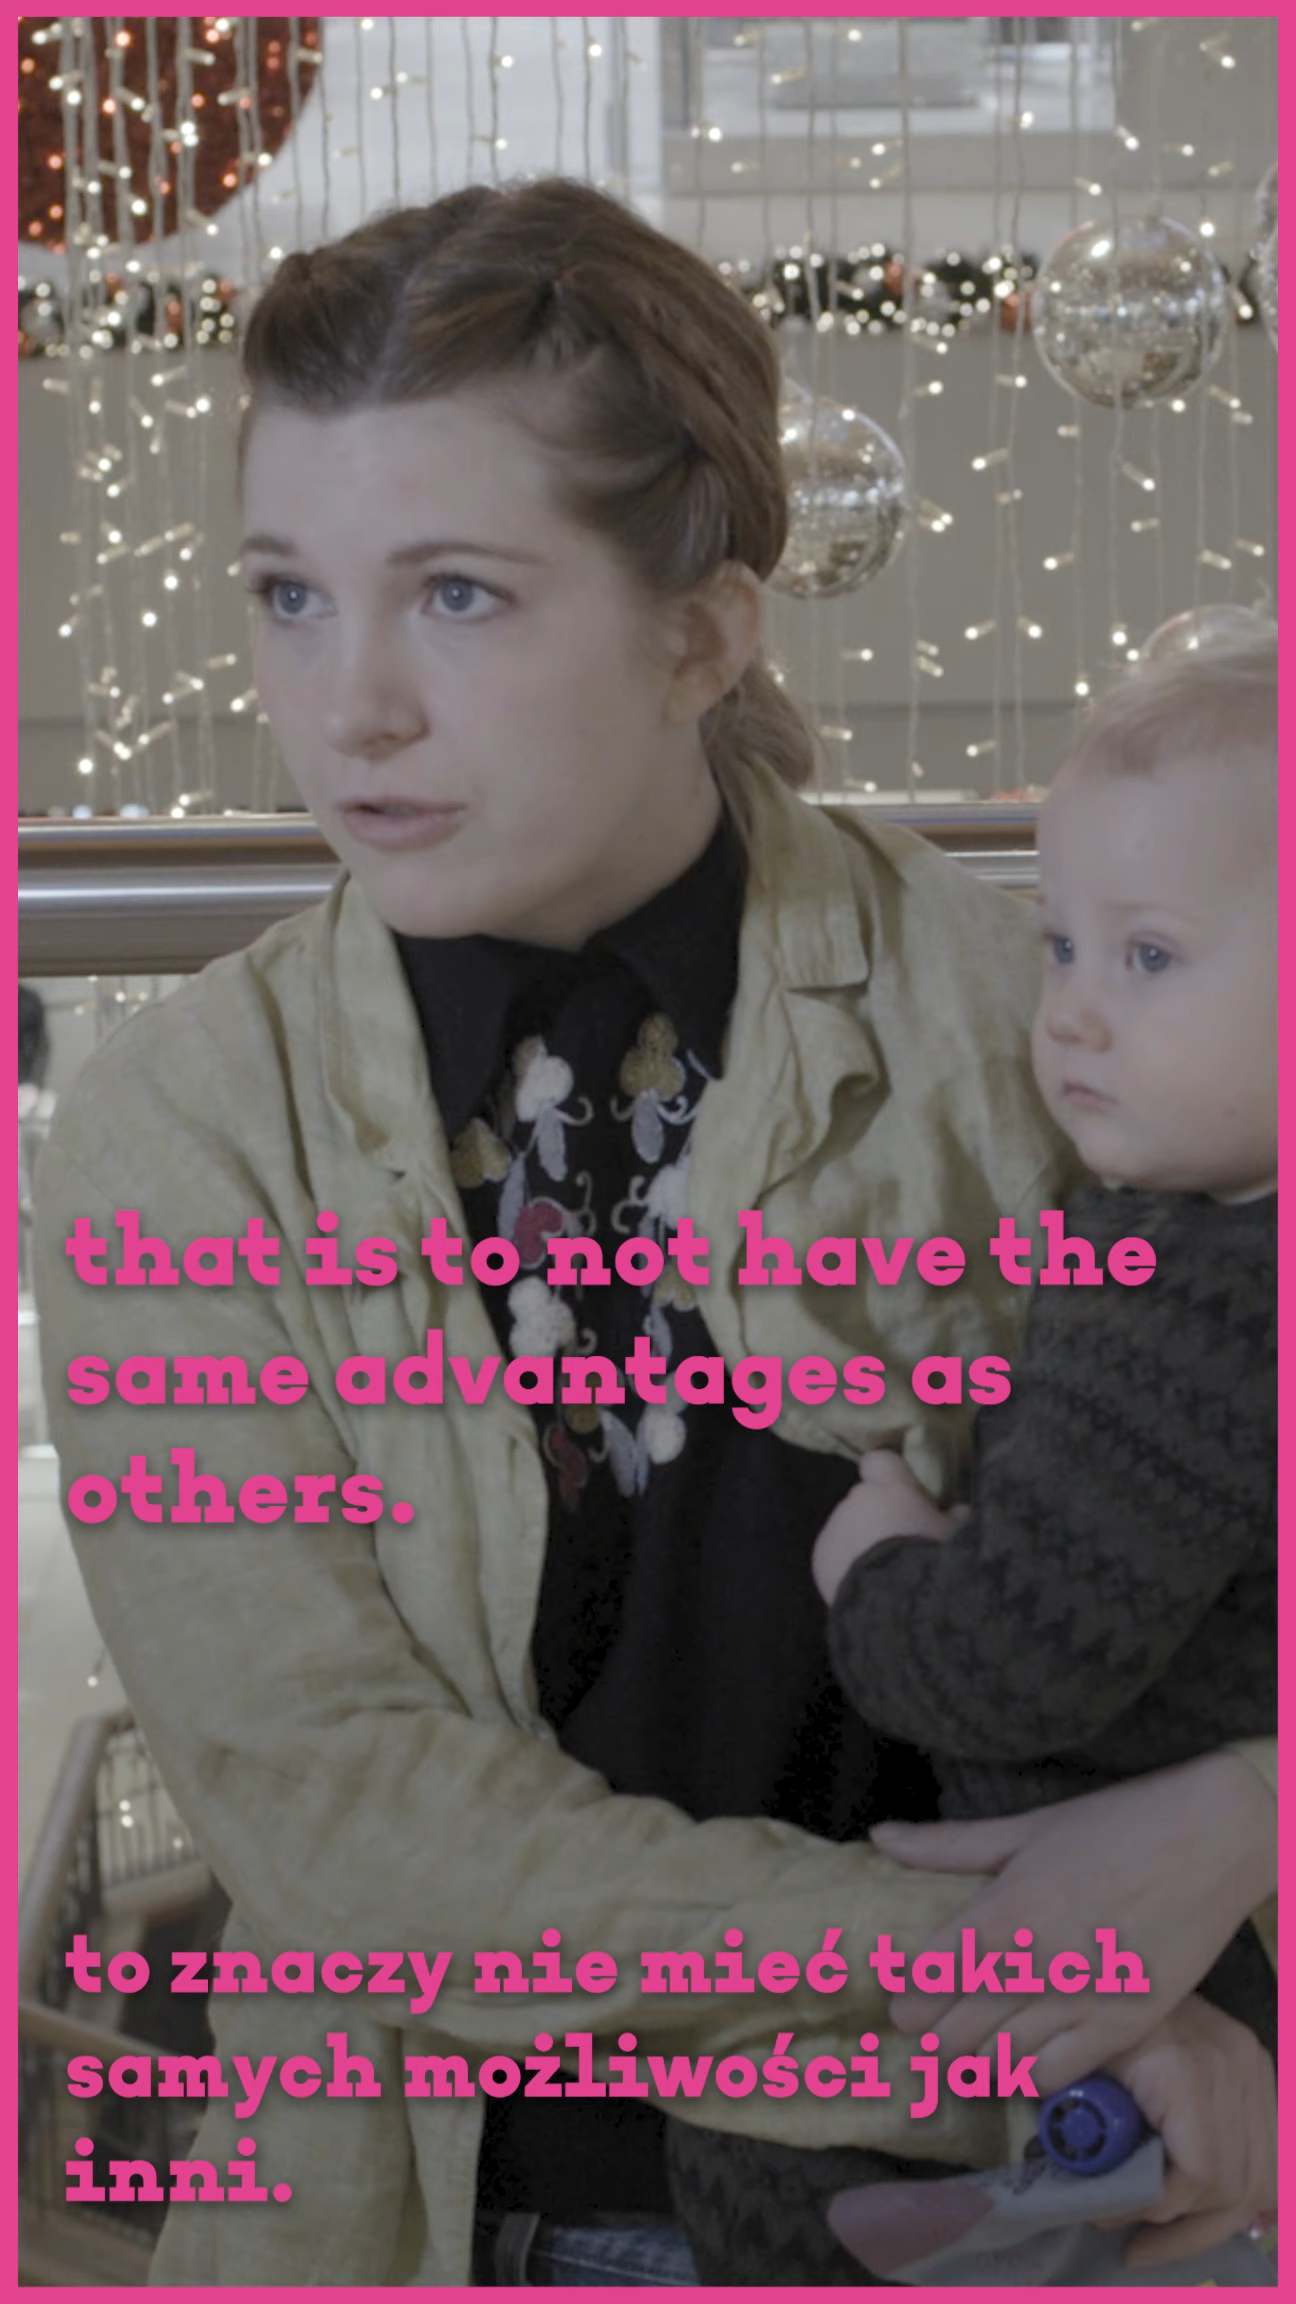 that is to not have the
same advantages as
others.
to znaczy nie mieć takich
samych możliwości jak
inni.